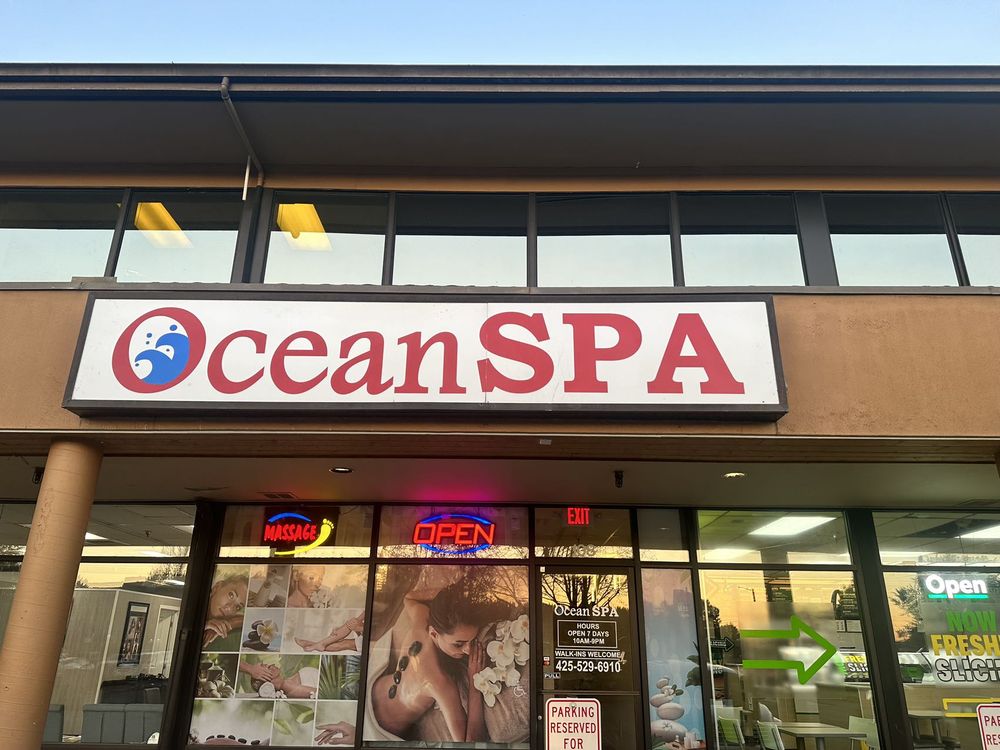 OceanSPA
MASSAGE
OPEN
EXIT
Ocean SPA
HOURS
OPEN 7 DAYS
10AM-9PM
WALK-INS WELCOME
425-529-6910
PULL
PARKING
RESERVED
FOR
Open
NOW
FRESH
SLIC